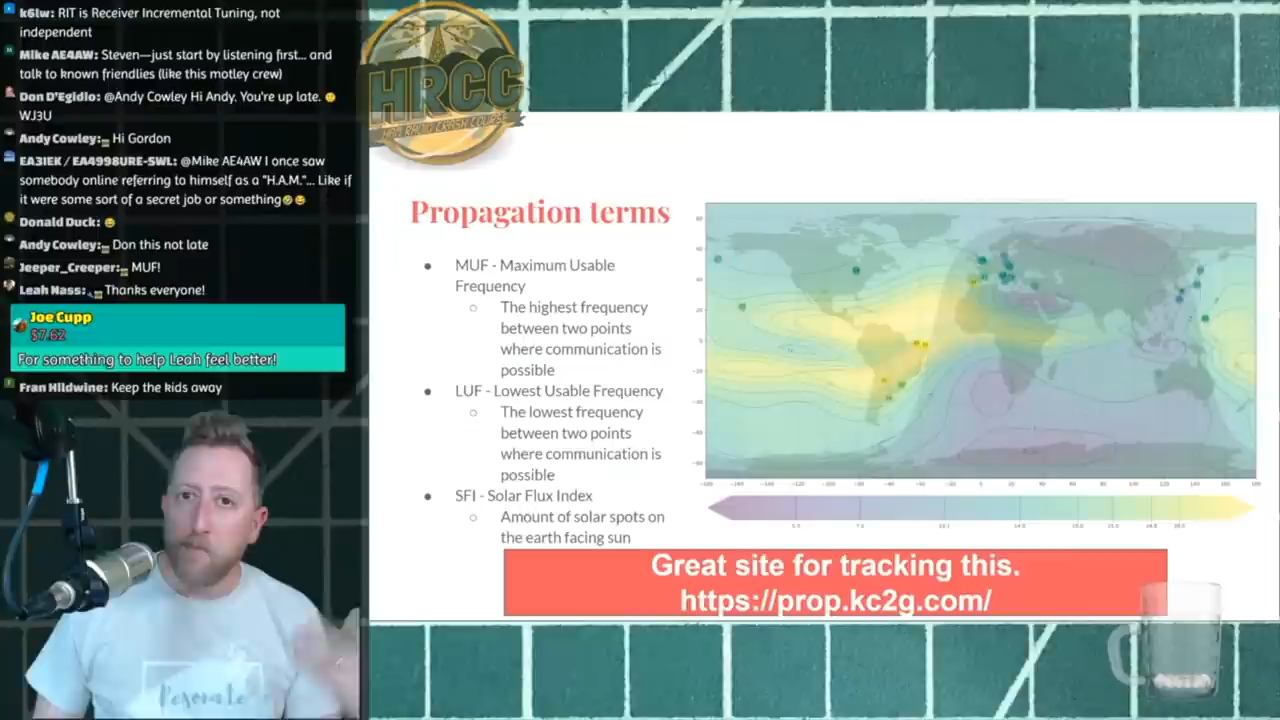 k6lw: RIT is Receiver Incremental Tuning, not
independent
Mike AE4AW: Steven—just start by listening first... and
talk to known friendlies (like this motley crew)
Don D'Egidio: @Andy Cowley Hi Andy. You're up late. 🙂
WJ3U
Andy Cowley: Hi Gordon
EA3IEK / EA4998URE-SWL: @Mike AE4AW I once saw
somebody online referring to himself as a "H.A.M."... Like if
it were some sort of a secret job or something🤣😂
Donald Duck: 😂
Andy Cowley: Don this not late
Jeeper_Creeper: MUF!
Leah Nass: Thanks everyone!
Joe Cupp
$7.62
For something to help Leah feel better!
Fran Hildwine: Keep the kids away
HRCC
HAM RADIO CRASH COURSE
Propagation terms
● MUF - Maximum Usable
Frequency
○ The highest frequency
between two points
where communication is
possible
● LUF - Lowest Usable Frequency
○ The lowest frequency
between two points
where communication is
possible
● SFI - Solar Flux Index
○ Amount of solar spots on
the earth facing sun
Great site for tracking this.
https://prop.kc2g.com/
Resonate